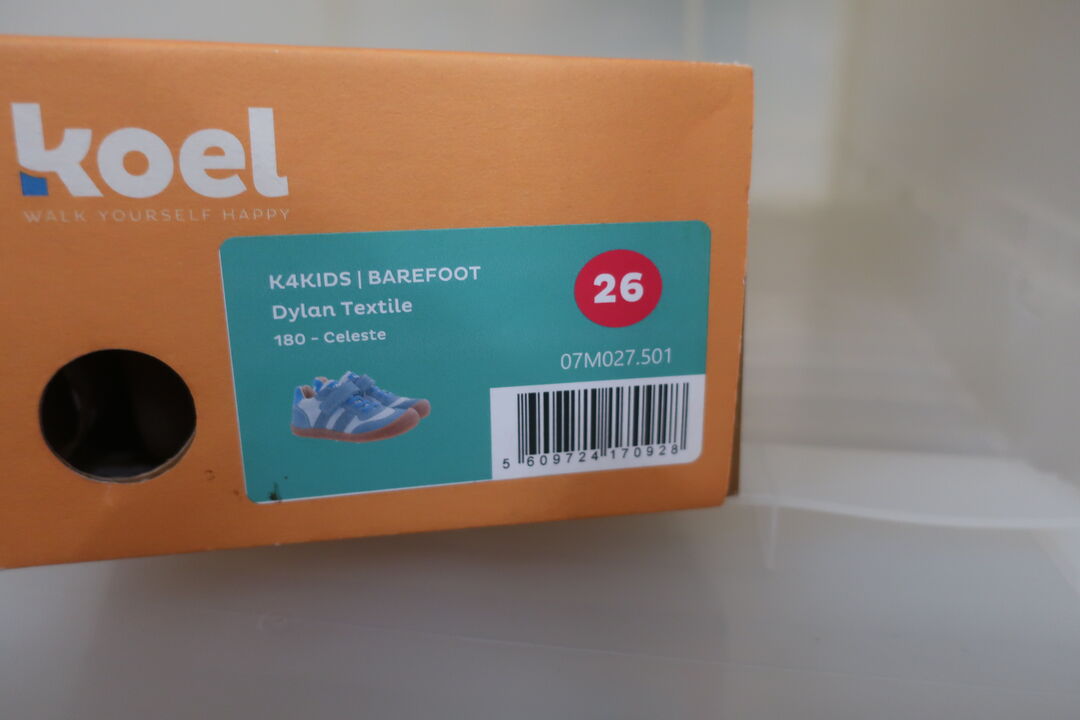 koel
WALK YOURSELF HAPPY
K4KIDS | BAREFOOT
Dylan Textile
180 - Celeste
26
07M027.501
5 609724 170928